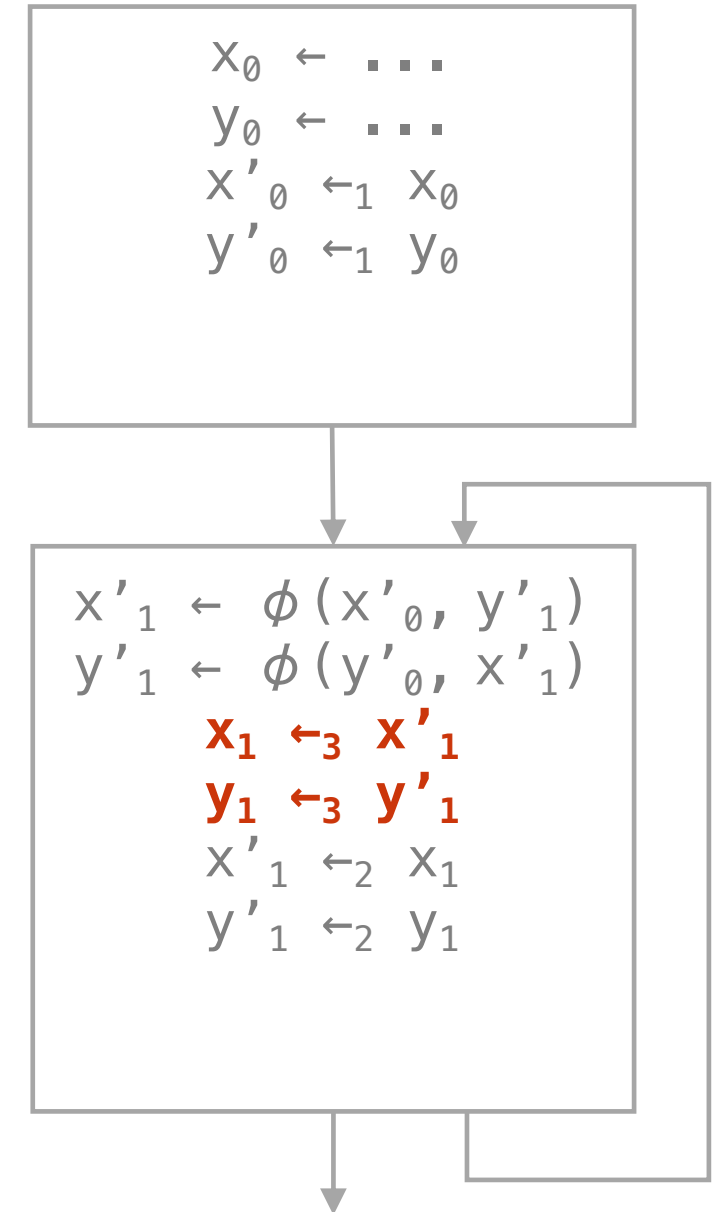 x₀ ← ...
y₀ ← ...
x’₀ ←₁ x₀
y’₀ ←₁ y₀
x’₁ ← ϕ(x’₀, y’₁)
y’₁ ← ϕ(y’₀, x’₁)
x₁ ←₃ x’₁
y₁ ←₃ y’₁
x’₁ ←₂ x₁
y’₁ ←₂ y₁